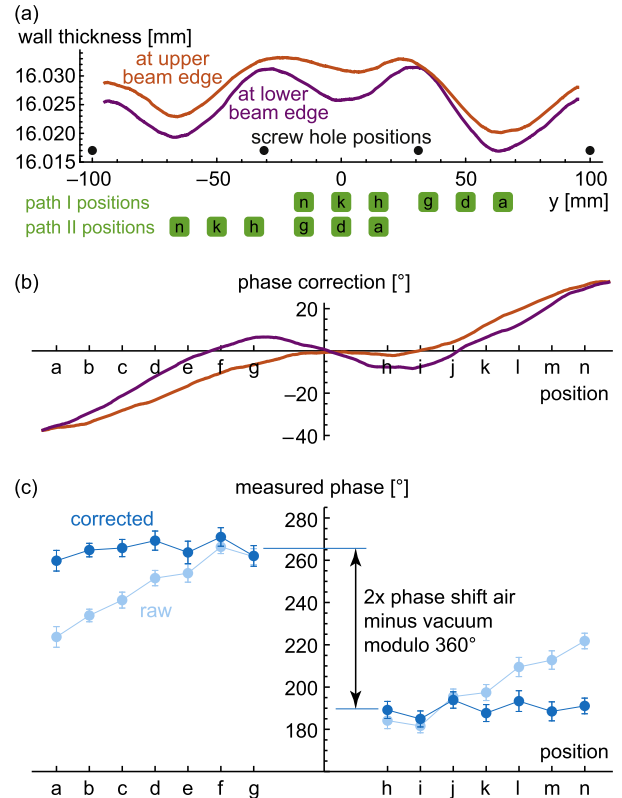 (a)
wall thickness [mm]
at upper
beam edge
16.030
at lower
beam edge
16.025
16.020
screw hole positions
16.015
−100 −50 0 50 100
path I positions n k h g d a y [mm]
path II positions n k h g d a
(b) phase correction [°]
20
a b c d e f g h i j k l m n
−20
position
−40
(c) measured phase [°]
corrected
280
260
raw
240
220
200
180
2x phase shift air
minus vacuum
modulo 360°
position
a b c d e f g h i j k l m n